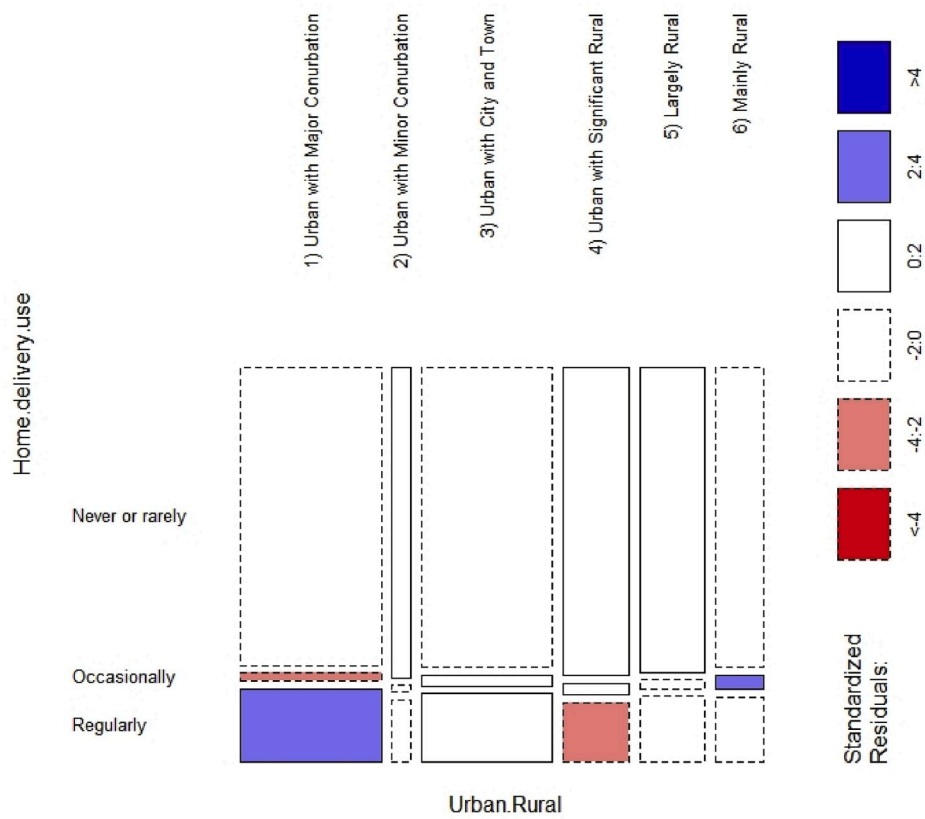 1) Urban with Major Conurbation
2) Urban with Minor Conurbation
3) Urban with City and Town
4) Urban with Significant Rural
5) Largely Rural
6) Mainly Rural
Home.delivery.use
Never or rarely
Occasionally
Regularly
Urban.Rural
Standardized
Residuals:
<-4
-4:-2
-2:0
0:2
2:4
>4